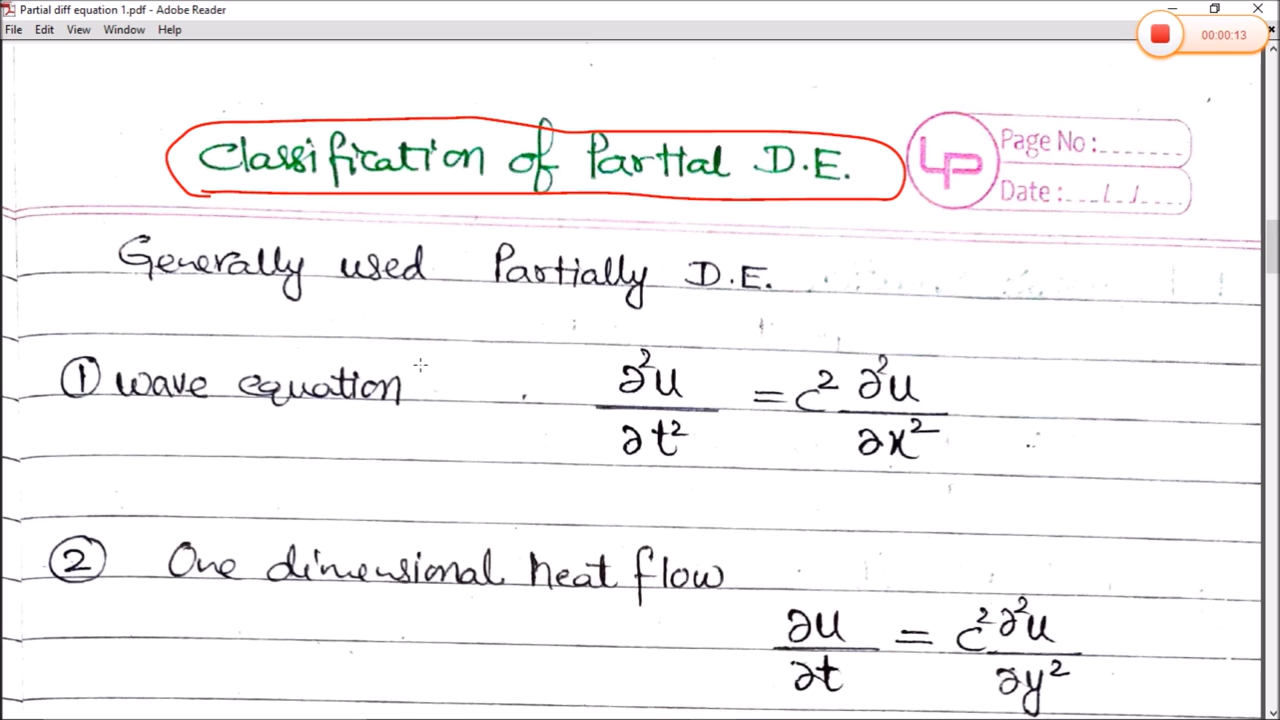 Partial diff equation 1.pdf - Adobe Reader
File Edit View Window Help
00:00:13
Classification of Partial D.E.
LP
Page No:
Date:
Generally used Partially D.E.
① wave equation ∂²u/∂t² = c² ∂²u/∂x²
② One dimensional heat flow
∂u/∂t = c² ∂²u/∂y²